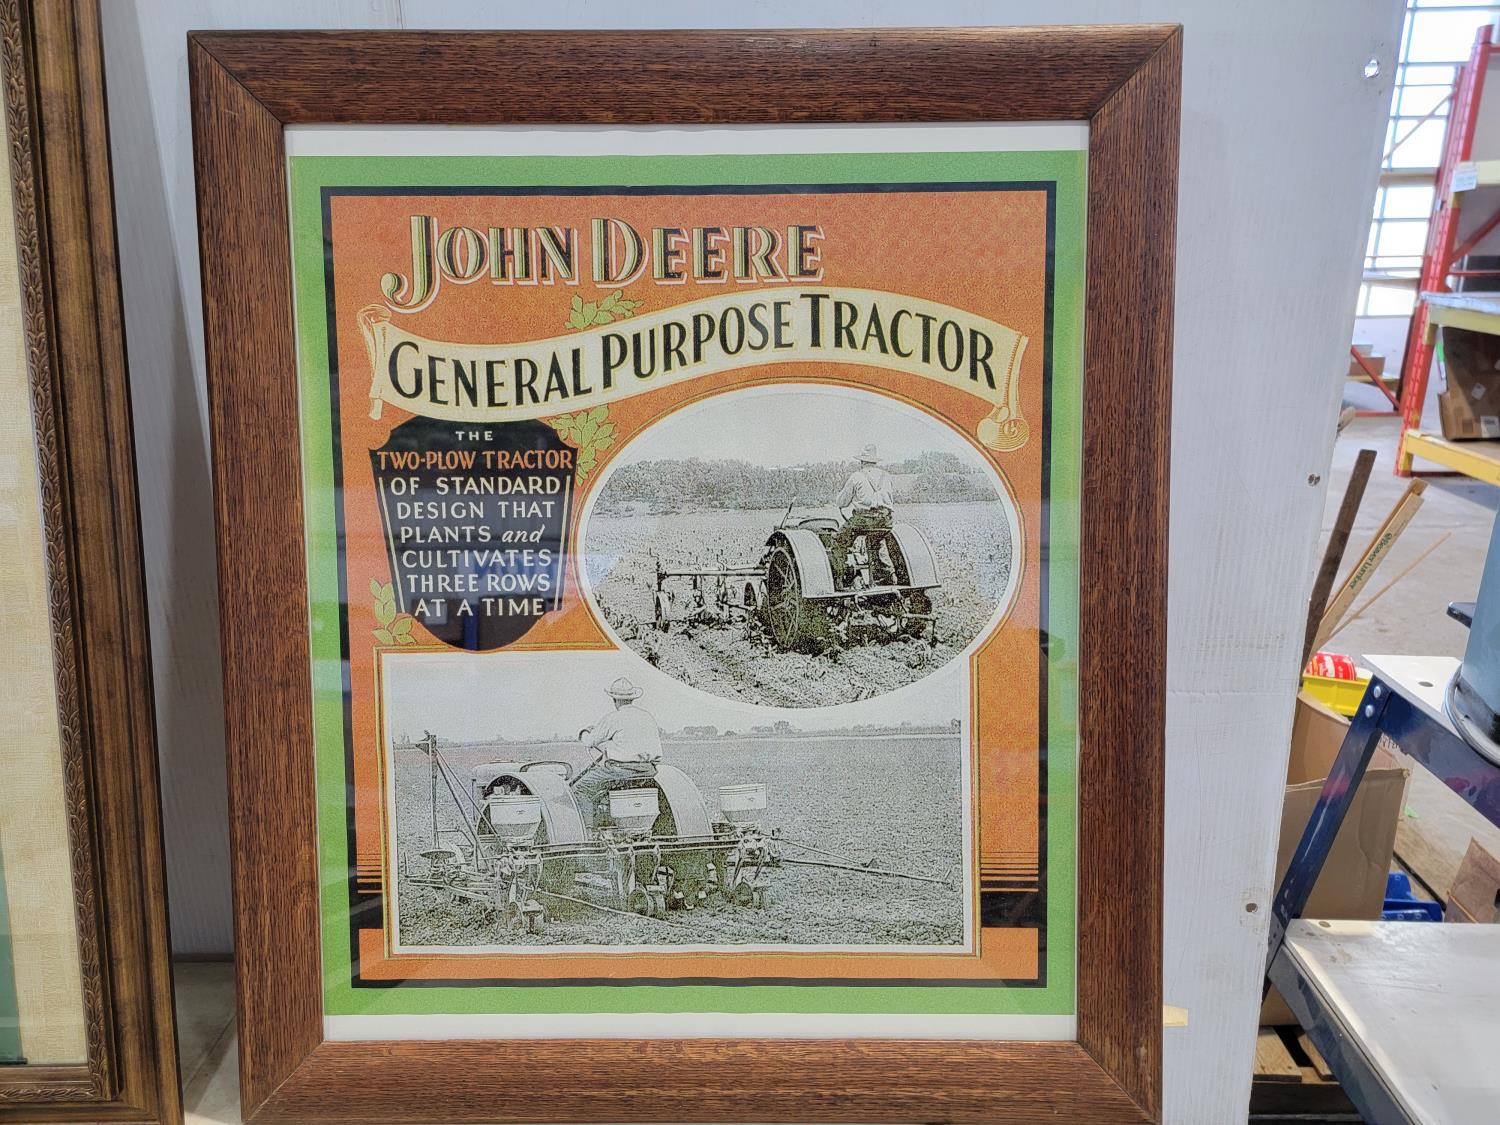 JOHN DEERE
GENERAL PURPOSE TRACTOR
THE
TWO-PLOW TRACTOR
OF STANDARD
DESIGN THAT
PLANTS and
CULTIVATES
THREE ROWS
AT A TIME